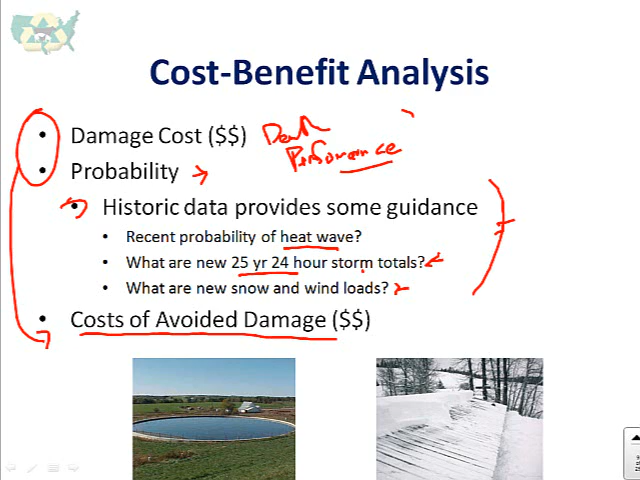 Cost-Benefit Analysis
• Damage Cost ($$) Death
Performance
• Probability
• Historic data provides some guidance
• Recent probability of heat wave?
• What are new 25 yr 24 hour storm totals?
• What are new snow and wind loads?
• Costs of Avoided Damage ($$)